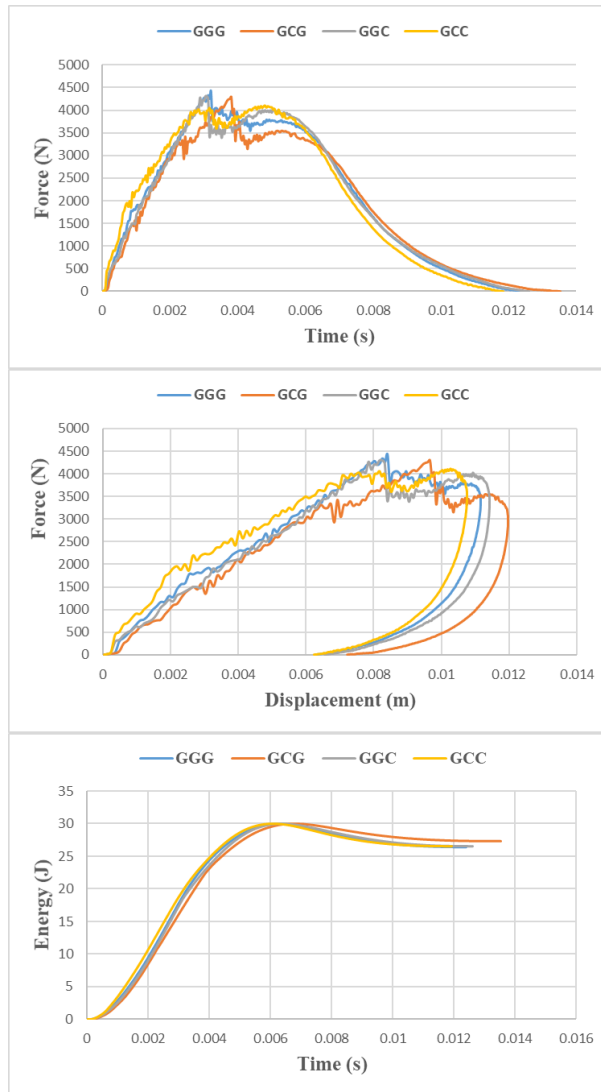 GGG GCG GGC GCC
5000
4500
4000
3500
3000
2500
2000
1500
1000
500
0
Force (N)
0 0.002 0.004 0.006 0.008 0.01 0.012 0.014
Time (s)
GGG GCG GGC GCC
5000
4500
4000
3500
3000
2500
2000
1500
1000
500
0
Force (N)
0 0.002 0.004 0.006 0.008 0.01 0.012 0.014
Displacement (m)
GGG GCG GGC GCC
35
30
25
20
15
10
5
0
Energy (J)
0 0.002 0.004 0.006 0.008 0.01 0.012 0.014 0.016
Time (s)